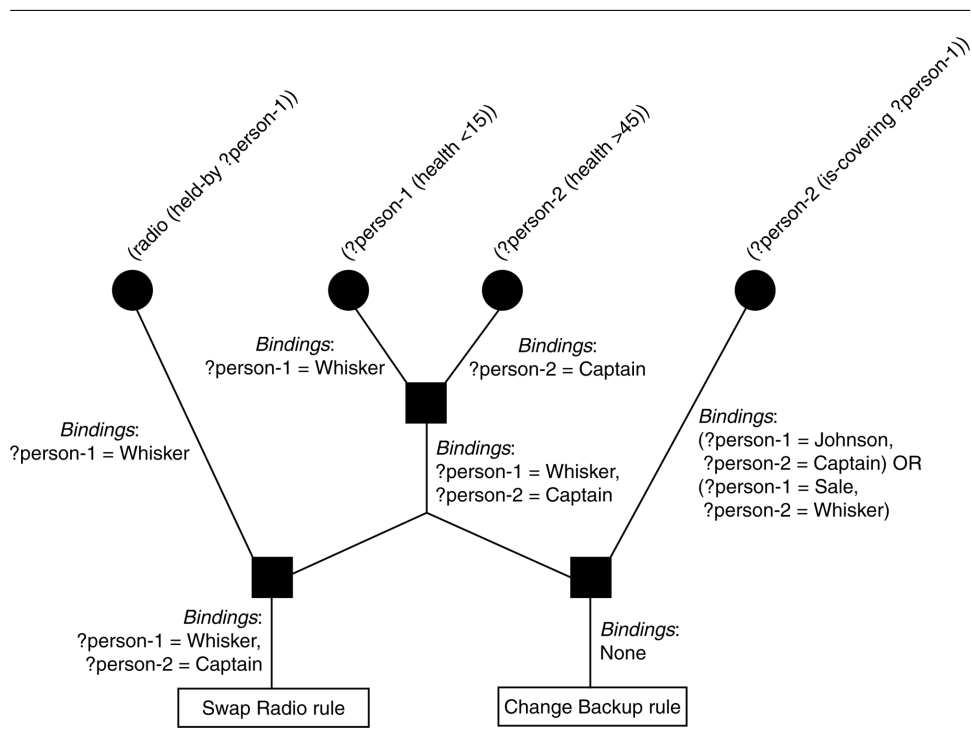 (radio (held-by ?person-1))
(?person-1 (health <15))
(?person-2 (health >45))
(?person-2 (is-covering ?person-1))
Bindings:
?person-1 = Whisker
Bindings:
?person-2 = Captain
Bindings:
?person-1 = Whisker
Bindings:
?person-1 = Whisker,
?person-2 = Captain
Bindings:
(?person-1 = Johnson,
?person-2 = Captain) OR
(?person-1 = Sale,
?person-2 = Whisker)
Bindings:
?person-1 = Whisker,
?person-2 = Captain
Bindings:
None
Swap Radio rule
Change Backup rule